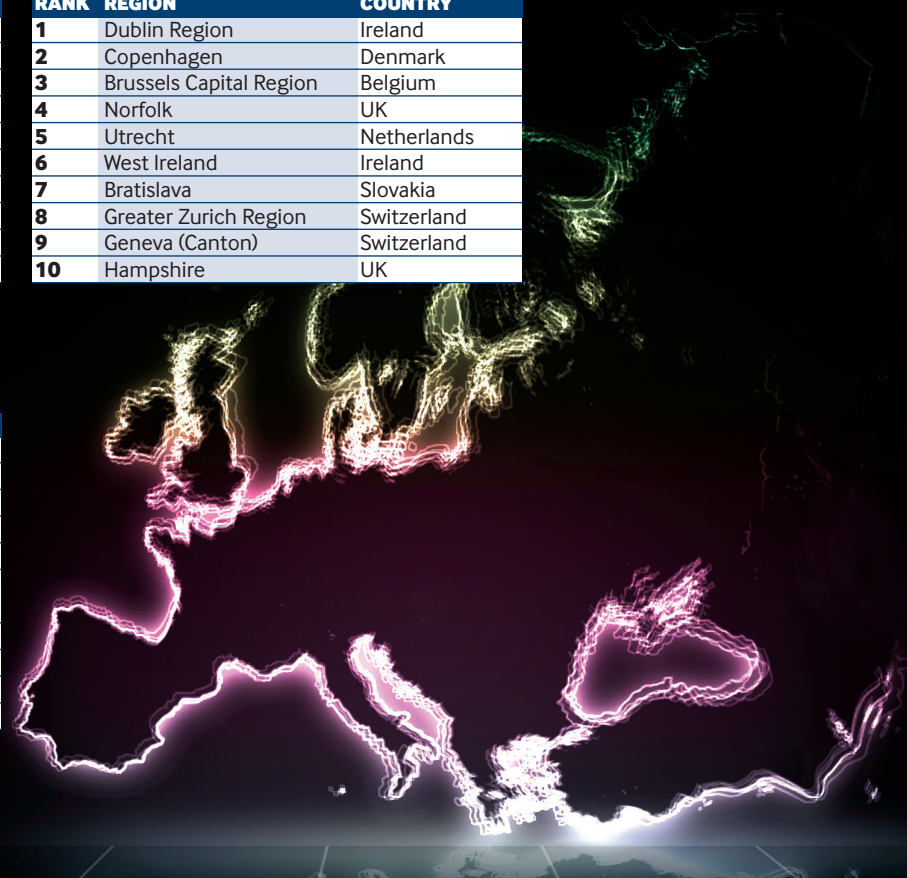 RANK REGION COUNTRY
1 Dublin Region Ireland
2 Copenhagen Denmark
3 Brussels Capital Region Belgium
4 Norfolk UK
5 Utrecht Netherlands
6 West Ireland Ireland
7 Bratislava Slovakia
8 Greater Zurich Region Switzerland
9 Geneva (Canton) Switzerland
10 Hampshire UK